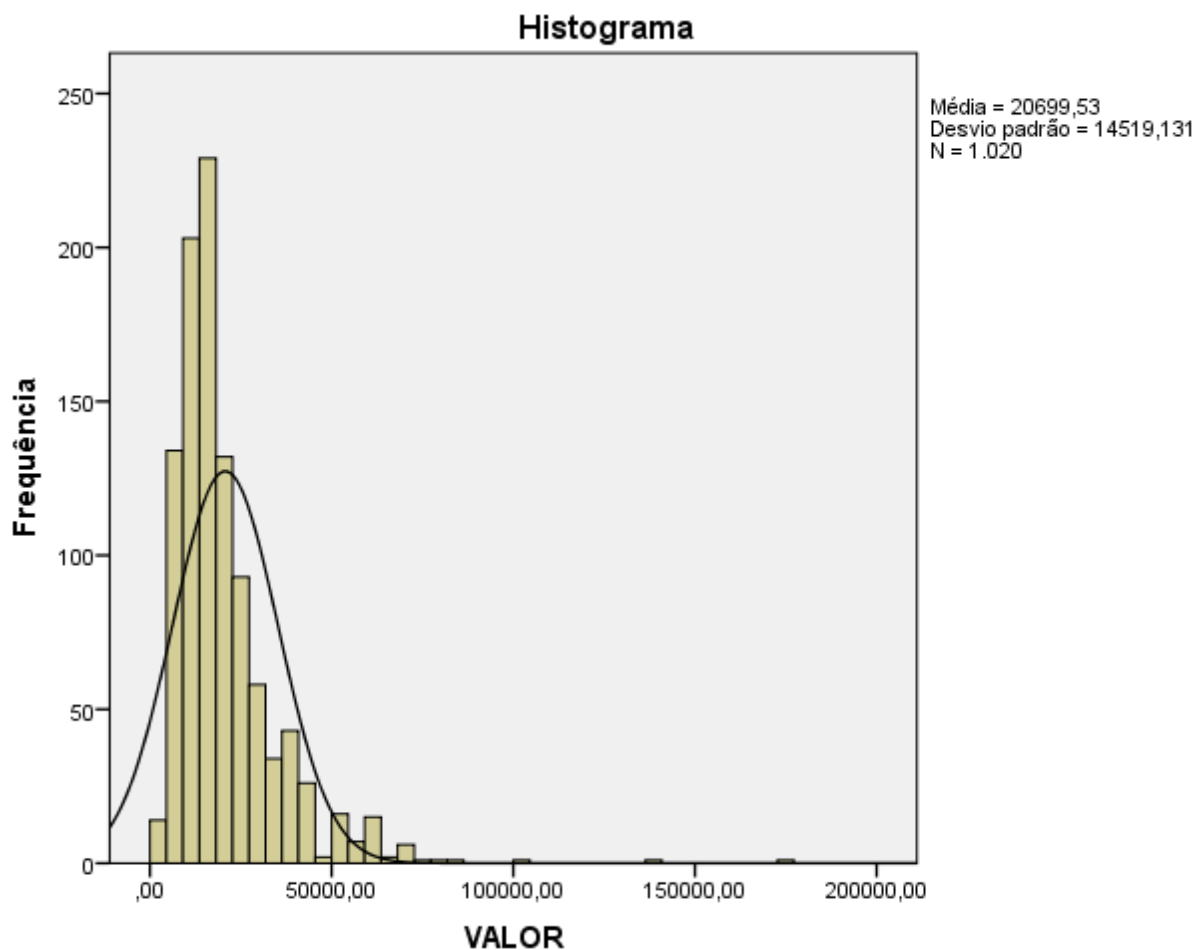 Histograma
Média = 20699,53
Desvio padrão = 14519,131
N = 1.020
Frequência
250
200
150
100
50
0
,00
50000,00
100000,00
150000,00
200000,00
VALOR